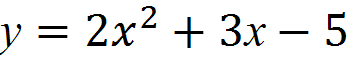 y = 2x² + 3x − 5